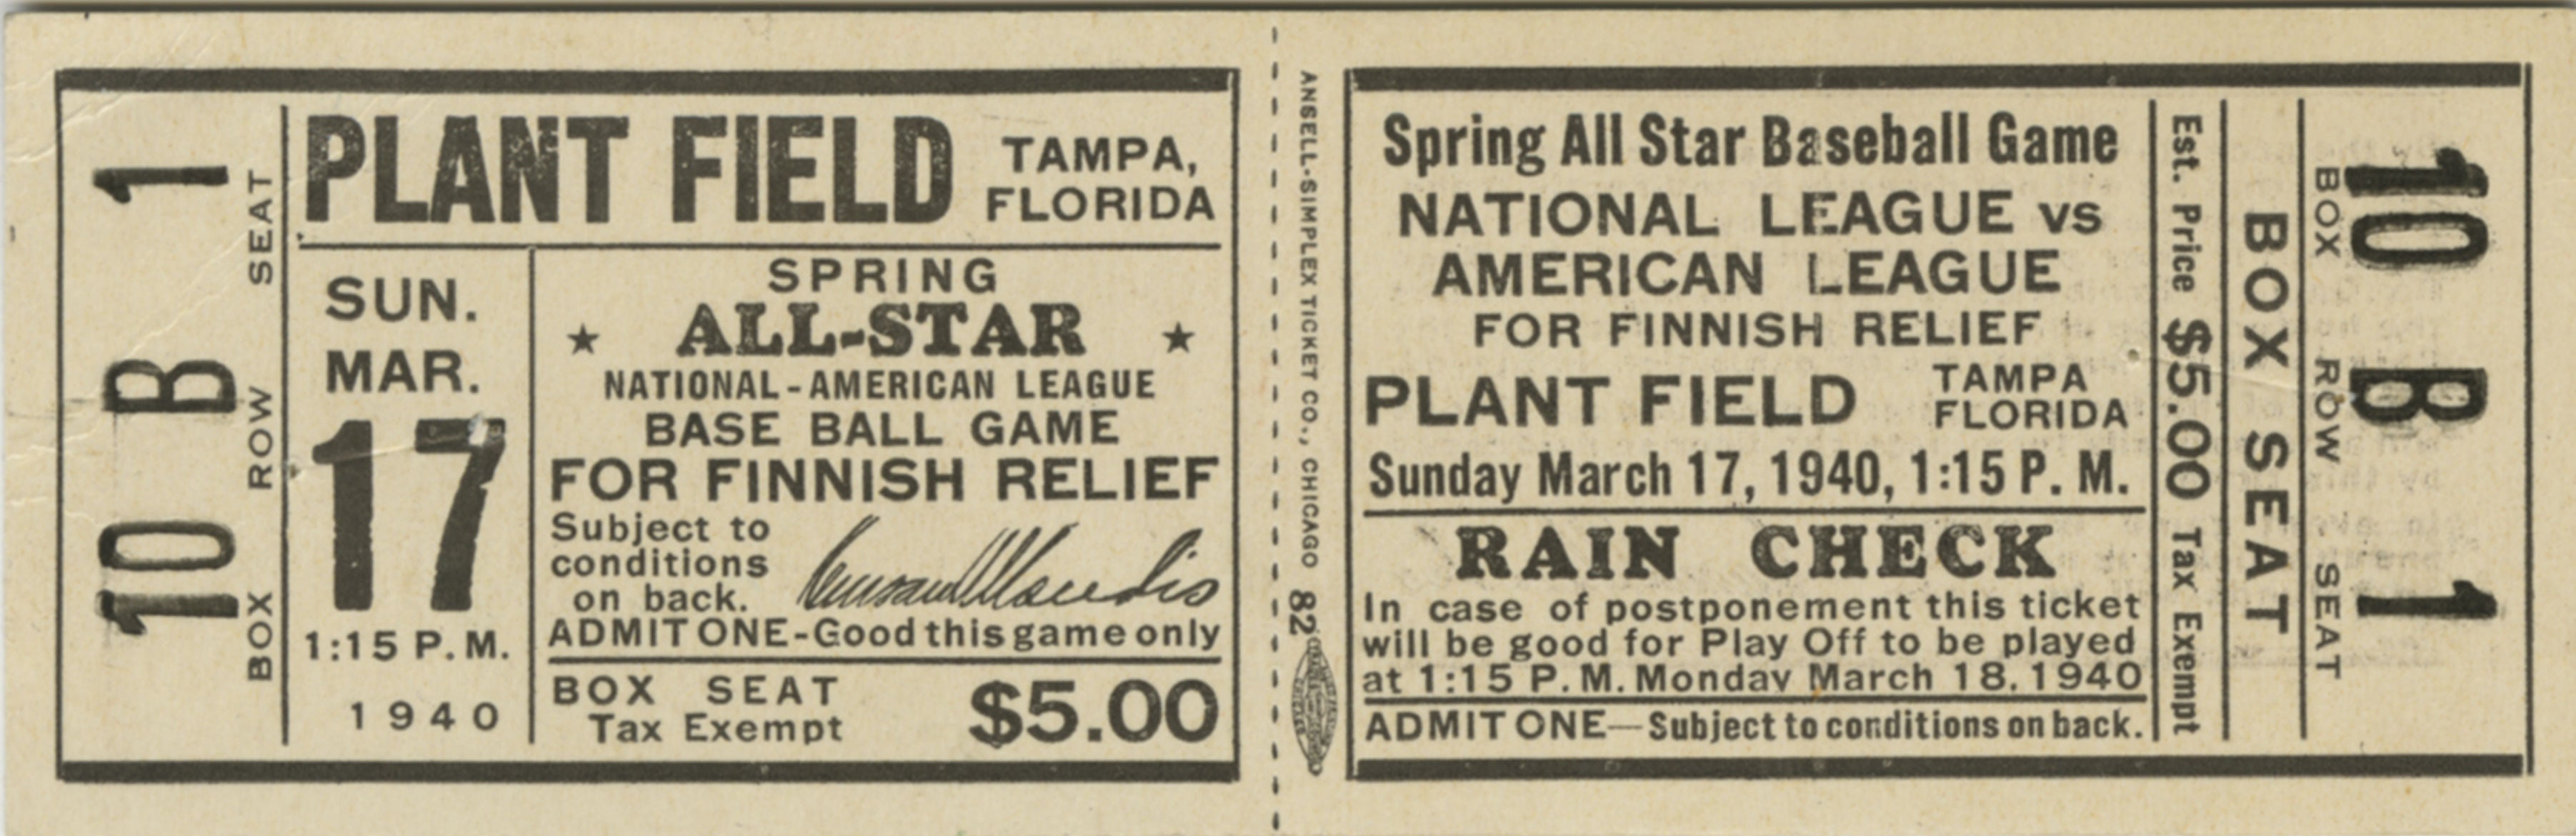 1 SEAT
B ROW
10 BOX
PLANT FIELD TAMPA, FLORIDA
SUN.
MAR.
17
1:15 P.M.
1940
SPRING
★ ALL-STAR ★
NATIONAL-AMERICAN LEAGUE
BASE BALL GAME
FOR FINNISH RELIEF
Subject to
conditions
on back.
ADMIT ONE-Good this game only
BOX SEAT
Tax Exempt
$5.00
ANSELL-SIMPLEX TICKET CO., CHICAGO 82
Spring All Star Baseball Game
NATIONAL LEAGUE vs
AMERICAN LEAGUE
FOR FINNISH RELIEF
PLANT FIELD TAMPA FLORIDA
Sunday March 17, 1940, 1:15 P. M.
RAIN CHECK
In case of postponement this ticket
will be good for Play Off to be played
at 1:15 P. M. Monday March 18, 1940
ADMIT ONE—Subject to conditions on back.
Est. Price $5.00 Tax Exempt
BOX SEAT
BOX 10
ROW B
SEAT 1